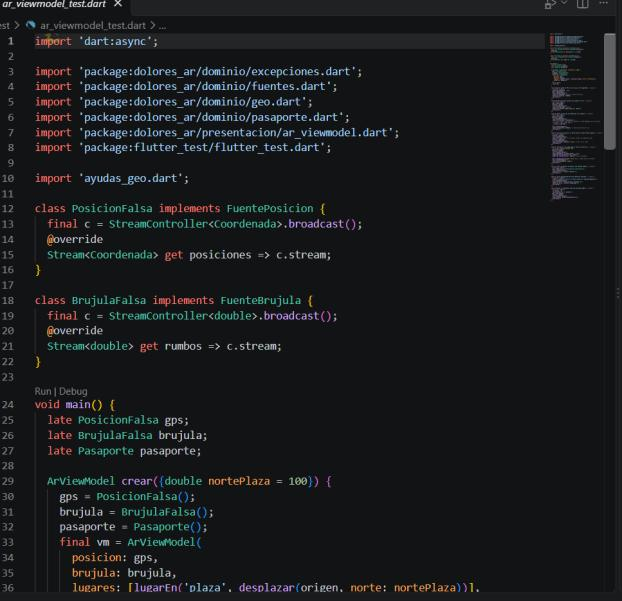 ar_viewmodel_test.dart ×
est > ar_viewmodel_test.dart > ...
1 import 'dart:async';
2
3 import 'package:dolores_ar/dominio/excepciones.dart';
4 import 'package:dolores_ar/dominio/fuentes.dart';
5 import 'package:dolores_ar/dominio/geo.dart';
6 import 'package:dolores_ar/dominio/pasaporte.dart';
7 import 'package:dolores_ar/presentacion/ar_viewmodel.dart';
8 import 'package:flutter_test/flutter_test.dart';
9
10 import 'ayudas_geo.dart';
11
12 class PosicionFalsa implements FuentePosicion {
13 final c = StreamController<Coordenada>.broadcast();
14 @override
15 Stream<Coordenada> get posiciones => c.stream;
16 }
17
18 class BrujulaFalsa implements FuenteBrujula {
19 final c = StreamController<double>.broadcast();
20 @override
21 Stream<double> get rumbos => c.stream;
22 }
23
Run | Debug
24 void main() {
25 late PosicionFalsa gps;
26 late BrujulaFalsa brujula;
27 late Pasaporte pasaporte;
28
29 ArViewModel crear({double nortePlaza = 100}) {
30 gps = PosicionFalsa();
31 brujula = BrujulaFalsa();
32 pasaporte = Pasaporte();
33 final vm = ArViewModel(
34 posicion: gps,
35 brujula: brujula,
36 lugares: [lugarEn('plaza', desplazar(origen, norte: nortePlaza))],